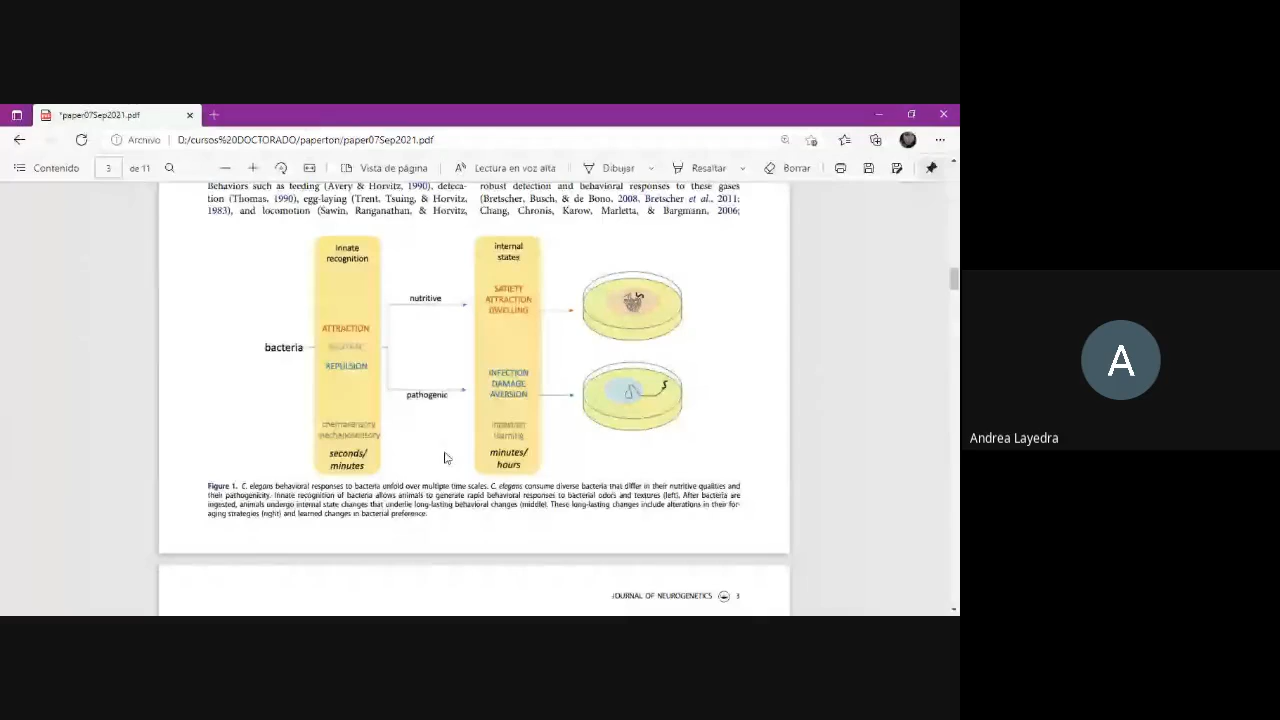 *paper07Sep2021.pdf
Archivo D:/cursos%20DOCTORADO/paperton/paper07Sep2021.pdf
Contenido 3 de 11 Vista de página Lectura en voz alta Dibujar Resaltar Borrar
Behaviors such as feeding (Avery & Horvitz, 1990), defeca-
tion (Thomas, 1990), egg-laying (Trent, Tsuing, & Horvitz,
1983), and locomotion (Sawin, Ranganathan, & Horvitz,
robust detection and behavioral responses to these gases
(Bretscher, Busch, & de Bono, 2008, Bretscher et al., 2011;
Chang, Chronis, Karow, Marletta, & Bargmann, 2006;
innate
recognition
bacteria
ATTRACTION
REPULSION
chemosensory
mechanosensory
seconds/
minutes
nutritive
pathogenic
internal
states
SATIETY
ATTRACTION
DWELLING
INFECTION
DAMAGE
AVERSION
learning
minutes/
hours
Figure 1. C. elegans behavioral responses to bacteria unfold over multiple time scales. C. elegans consume diverse bacteria that differ in their nutritive qualities and
their pathogenicity. Innate recognition of bacteria allows animals to generate rapid behavioral responses to bacterial odors and textures (left). After bacteria are
ingested, animals undergo internal state changes that underlie long-lasting behavioral changes (middle). These long-lasting changes include alterations in their for-
aging strategies (right) and learned changes in bacterial preference.
JOURNAL OF NEUROGENETICS 3
A
Andrea Layedra